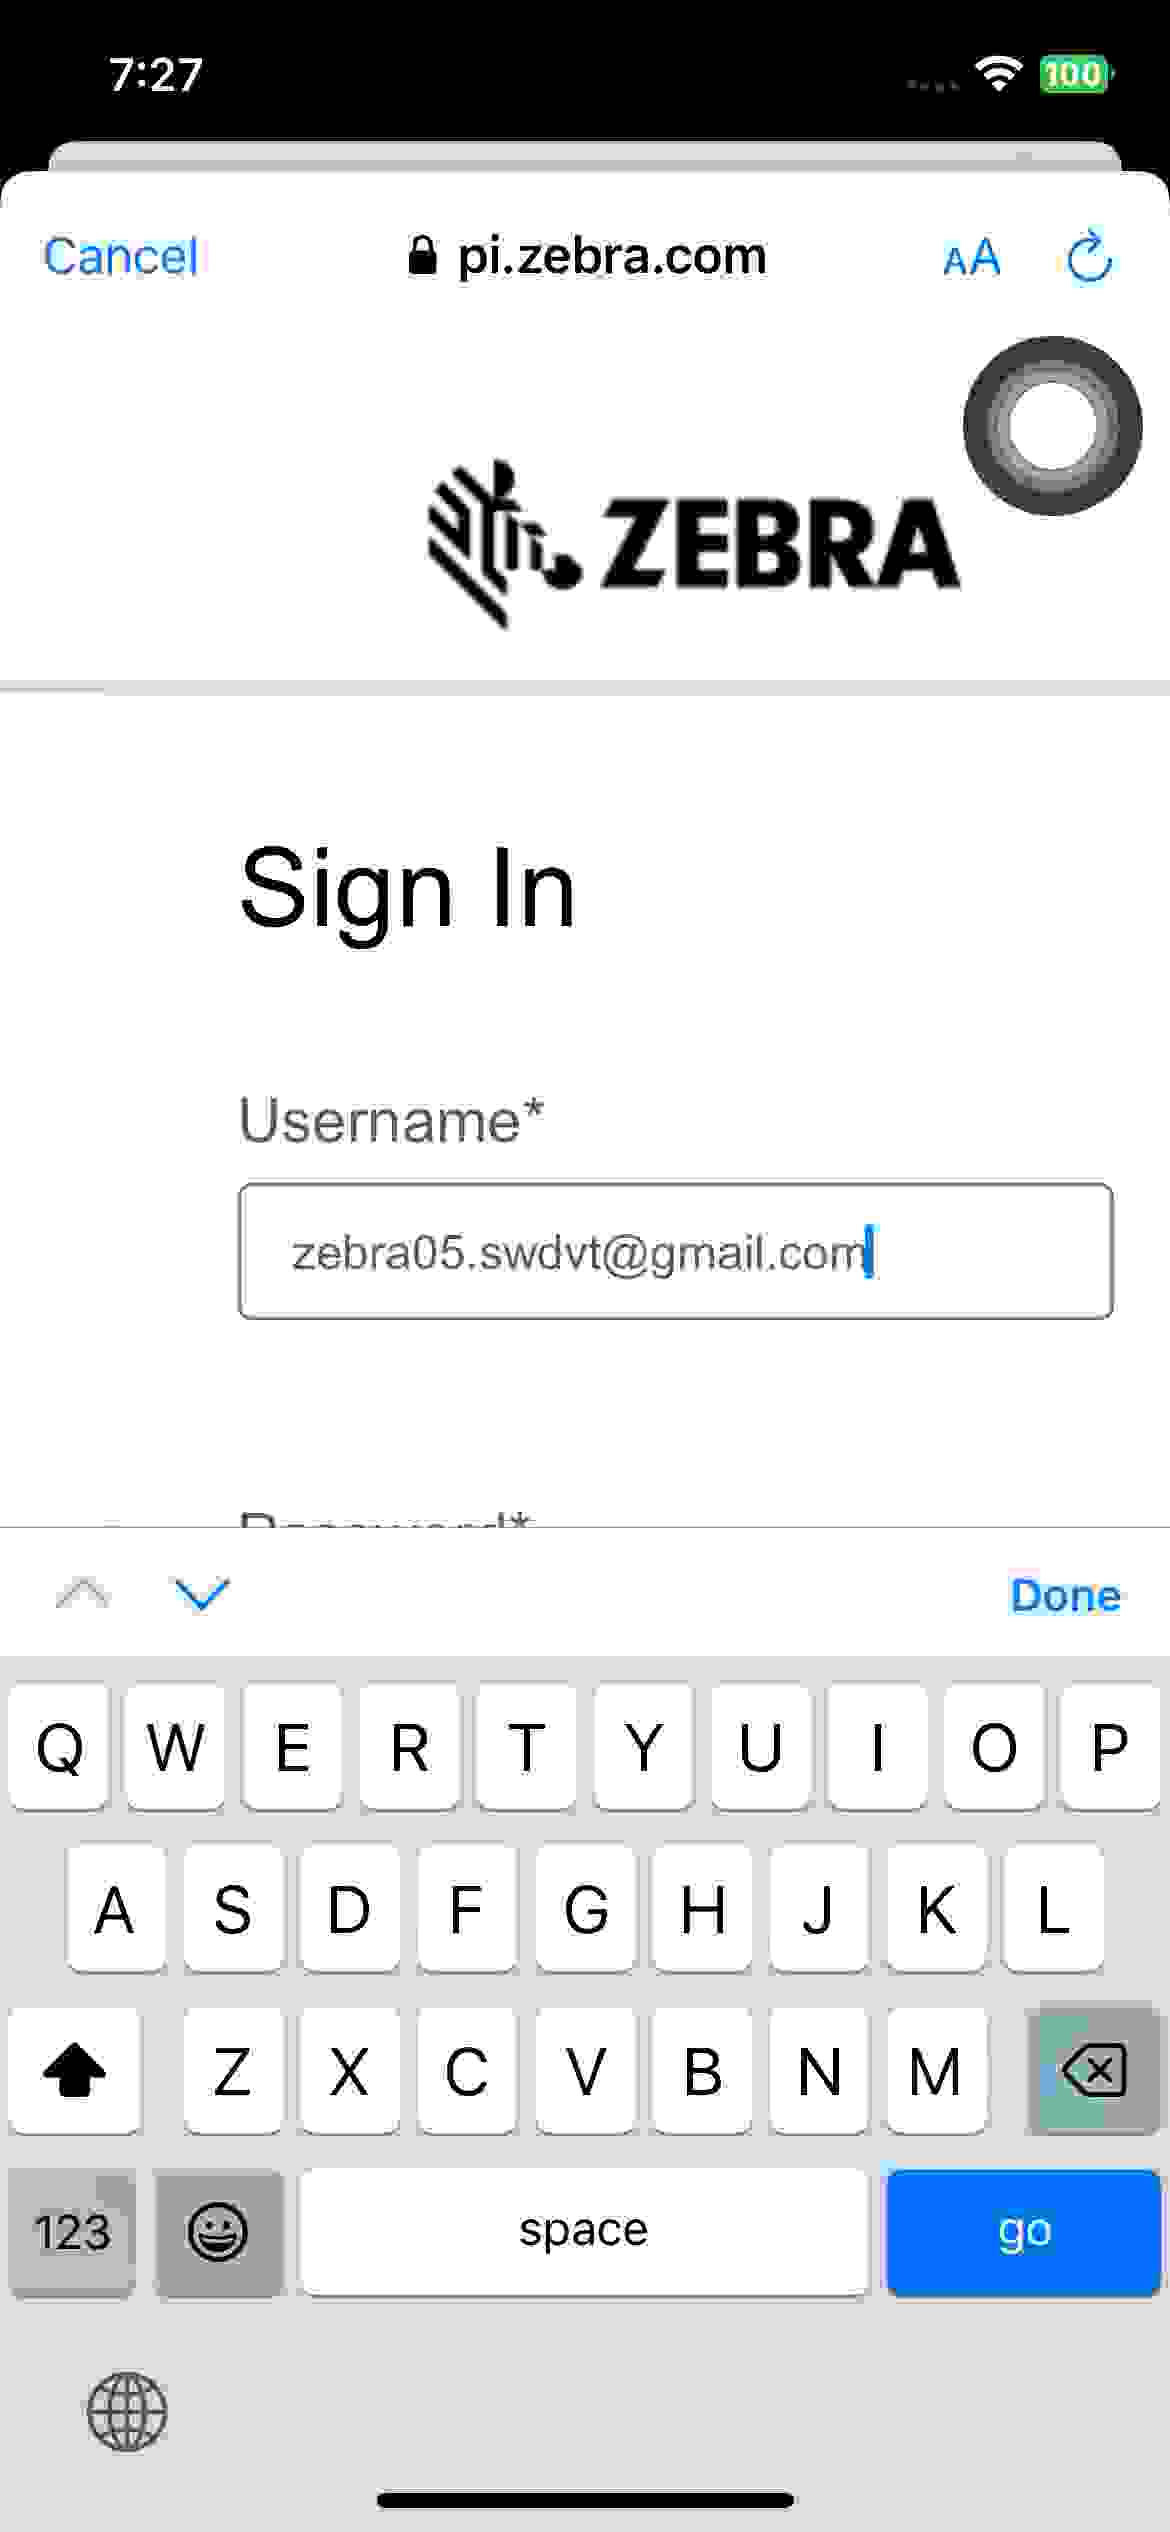 7:27
100
Cancel
pi.zebra.com
AA
ZEBRA
Sign In
Username*
zebra05.swdvt@gmail.com
Password*
Done
Q W E R T Y U I O P
A S D F G H J K L
Z X C V B N M
123
space
go